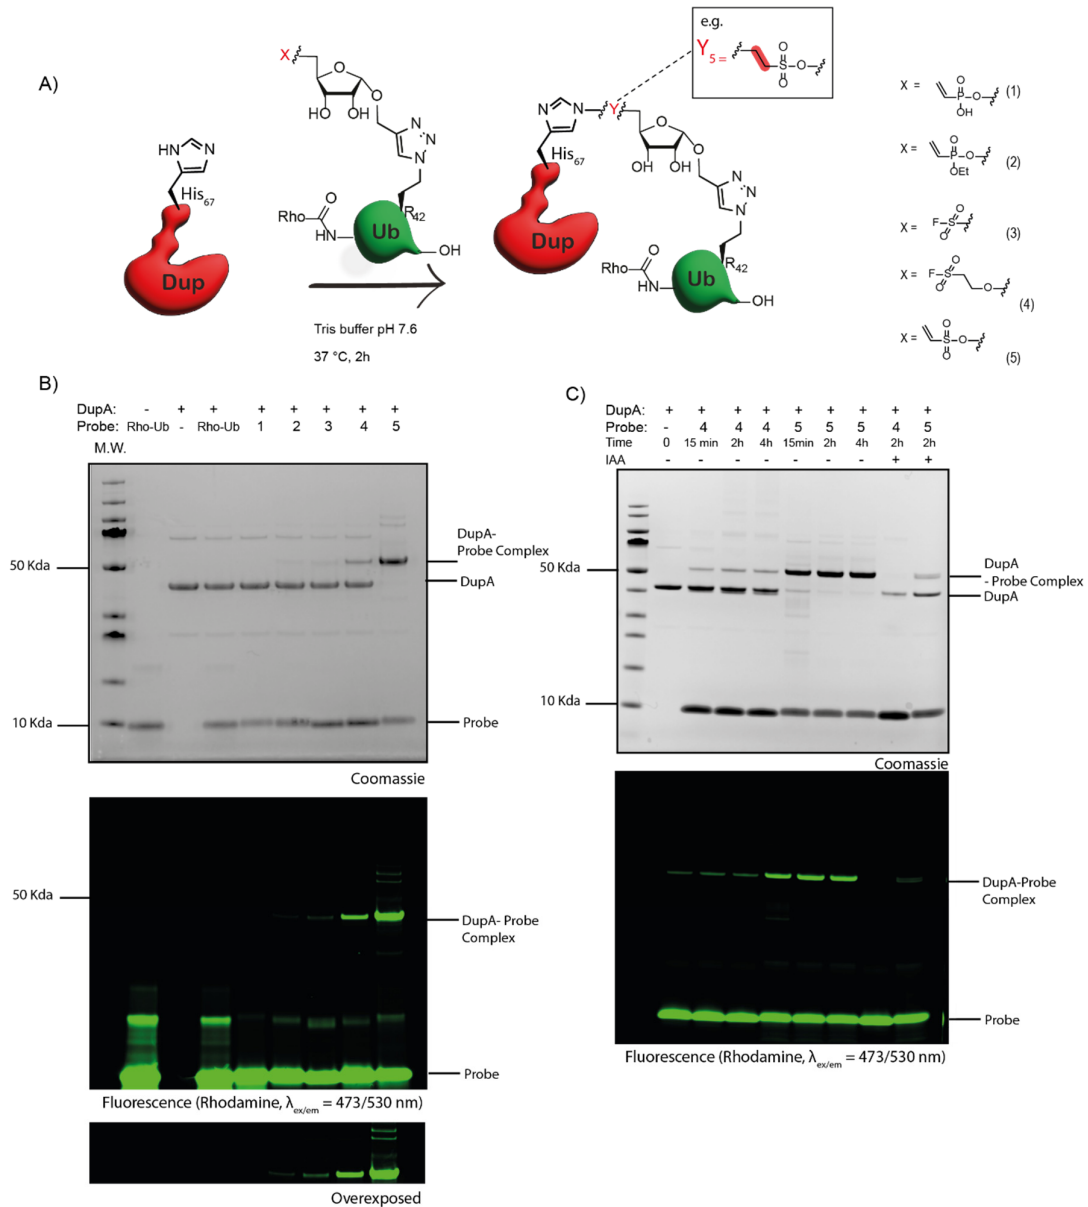 A)
HN
N
His67
Dup
X
O
HO
OH
O
N
N
N
Rho
O
HN
R42
Ub
OH
Tris buffer pH 7.6
37 °C, 2h
e.g.
Y5 =
O
S
O
O
N
N
Y
His67
Dup
O
OH
OH
O
N
N
N
Rho
O
HN
R42
Ub
OH
X = O P O OH (1)
X = O P O OEt (2)
X = F O S O (3)
X = F O S O O (4)
X = O S O O (5)
B)
DupA: - + + + + + + +
Probe: Rho-Ub - Rho-Ub 1 2 3 4 5
M.W.
50 Kda
10 Kda
DupA-
Probe Complex
DupA
Probe
Coomassie
50 Kda
DupA- Probe
Complex
Probe
Fluorescence (Rhodamine, λex/em = 473/530 nm)
Overexposed
C)
DupA: + + + + + + + + +
Probe: - 4 4 4 5 5 5 4 5
Time 0 15 min 2h 4h 15min 2h 4h 2h 2h
IAA - - - - - - - + +
50 Kda
10 Kda
DupA
- Probe Complex
DupA
Coomassie
DupA-Probe
Complex
Probe
Fluorescence (Rhodamine, λex/em = 473/530 nm)